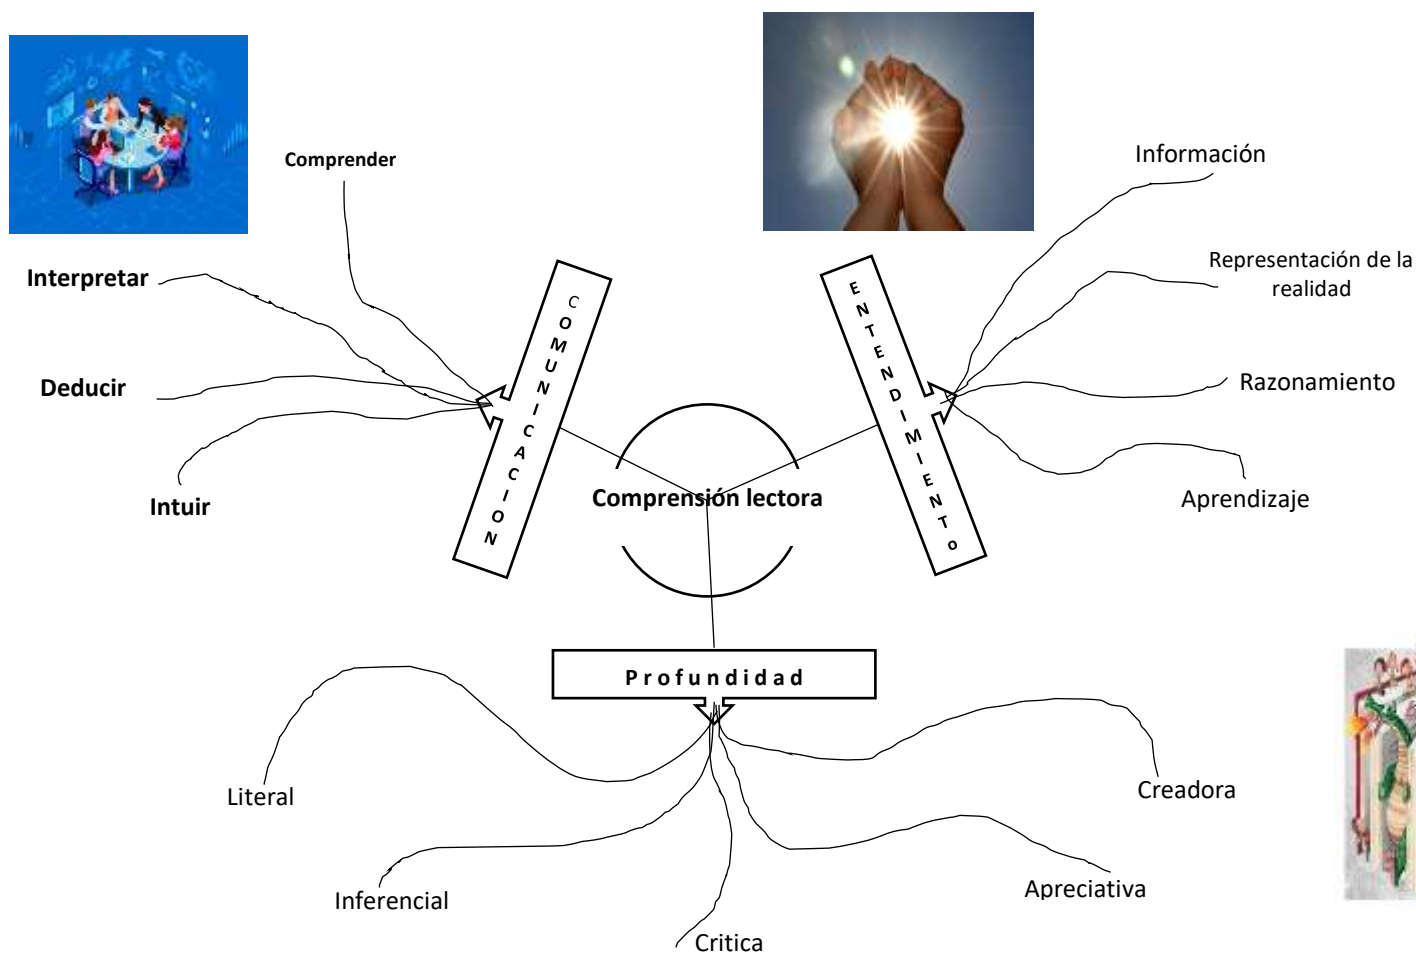 Comprender
Interpretar
Deducir
Intuir
COMUNICACION
Información
Representación de la
realidad
Razonamiento
Aprendizaje
ENTENDIMIENTo
Comprensión lectora
Profundidad
Literal
Inferencial
Critica
Apreciativa
Creadora